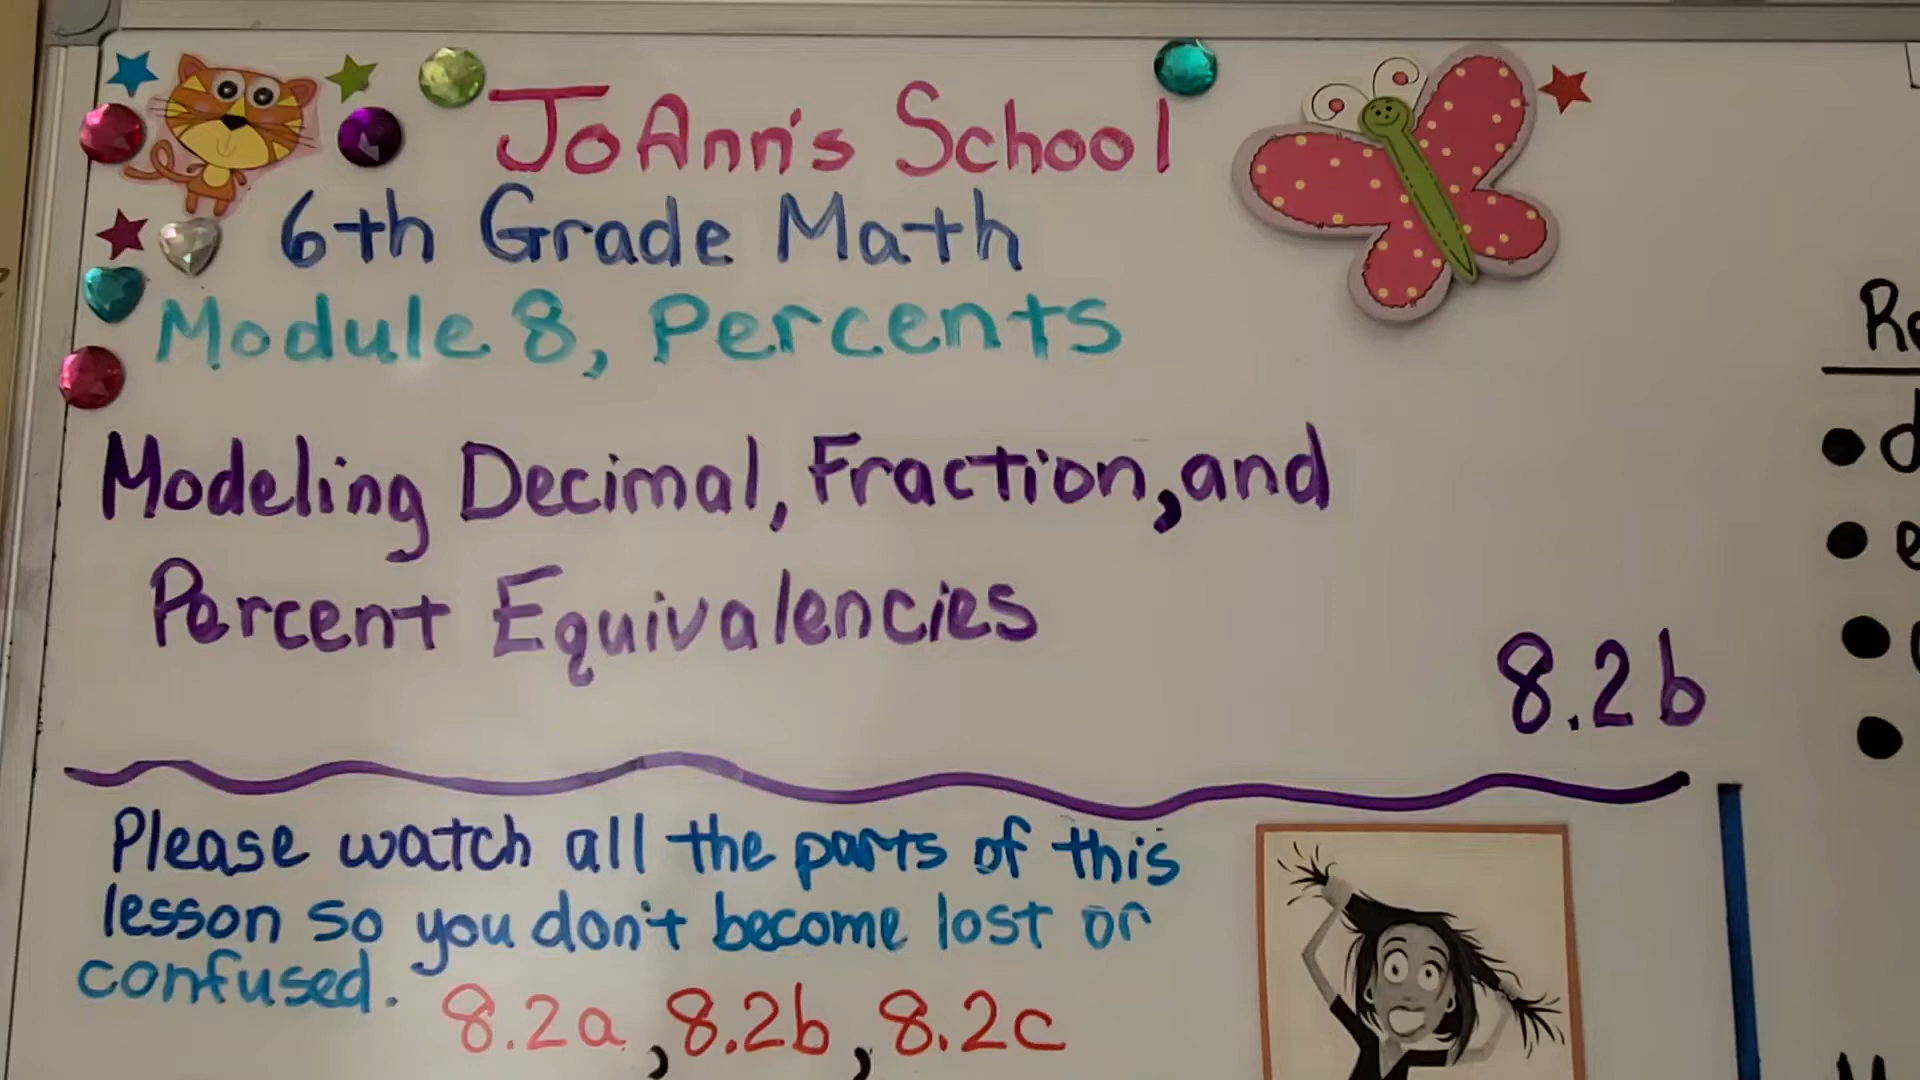 JoAnn's School
6th Grade Math
Module 8, Percents
Modeling Decimal, Fraction, and
Percent Equivalencies
8.2b
Please watch all the parts of this
lesson so you don't become lost or
confused.
8.2a, 8.2b, 8.2c